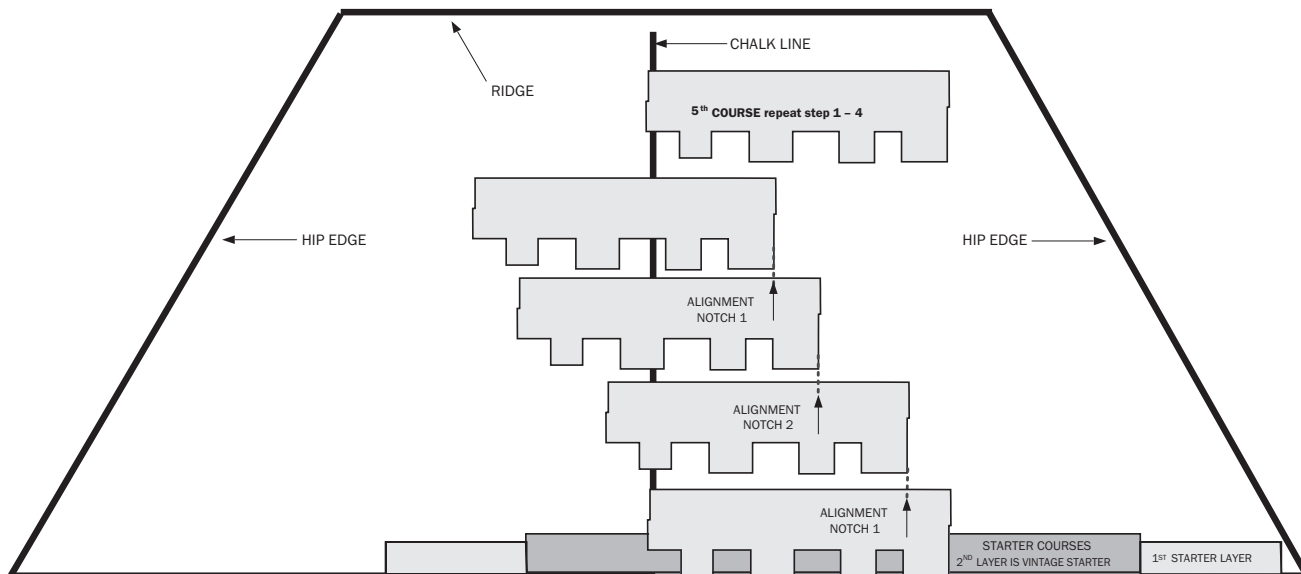 CHALK LINE
RIDGE
5th COURSE repeat step 1 – 4
HIP EDGE
HIP EDGE
ALIGNMENT
NOTCH 1
ALIGNMENT
NOTCH 2
ALIGNMENT
NOTCH 1
STARTER COURSES
2ND LAYER IS VINTAGE STARTER
1ST STARTER LAYER